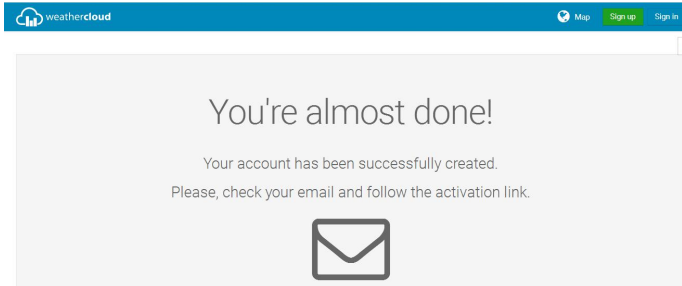 weathercloud Map Sign up Sign in
You're almost done!
Your account has been successfully created.
Please, check your email and follow the activation link.